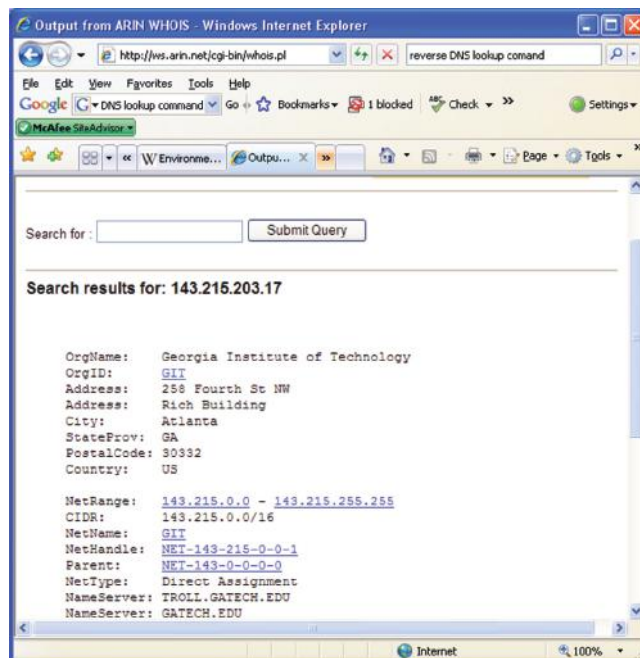 Output from ARIN WHOIS - Windows Internet Explorer
http://ws.arin.net/cgi-bin/whois.pl
reverse DNS lookup comand
File Edit View Favorites Tools Help
Google G DNS lookup command Go Bookmarks 1 blocked ABC Check » Settings
McAfee SiteAdvisor
« W Environme... Outpu... X » Page Tools »
Search for :
Submit Query
Search results for: 143.215.203.17
OrgName: Georgia Institute of Technology
OrgID: GIT
Address: 258 Fourth St NW
Address: Rich Building
City: Atlanta
StateProv: GA
PostalCode: 30332
Country: US
NetRange: 143.215.0.0 - 143.215.255.255
CIDR: 143.215.0.0/16
NetName: GIT
NetHandle: NET-143-215-0-0-1
Parent: NET-143-0-0-0-0
NetType: Direct Assignment
NameServer: TROLL.GATECH.EDU
NameServer: GATECH.EDU
Internet
100%